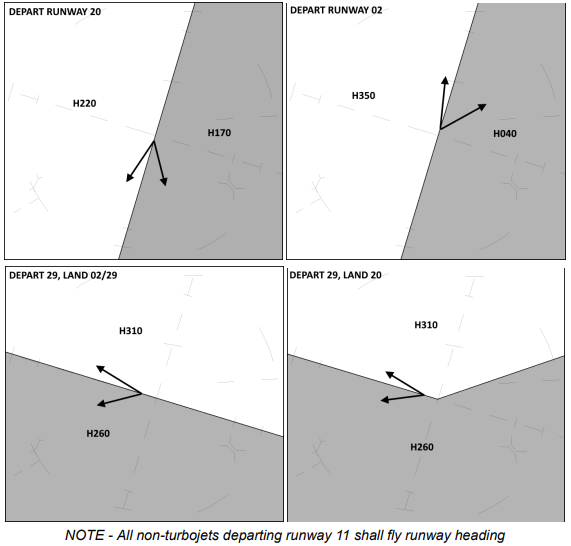 DEPART RUNWAY 20
H220
H170
DEPART RUNWAY 02
H350
H040
DEPART 29, LAND 02/29
H310
H260
DEPART 29, LAND 20
H310
H260
NOTE - All non-turbojets departing runway 11 shall fly runway heading